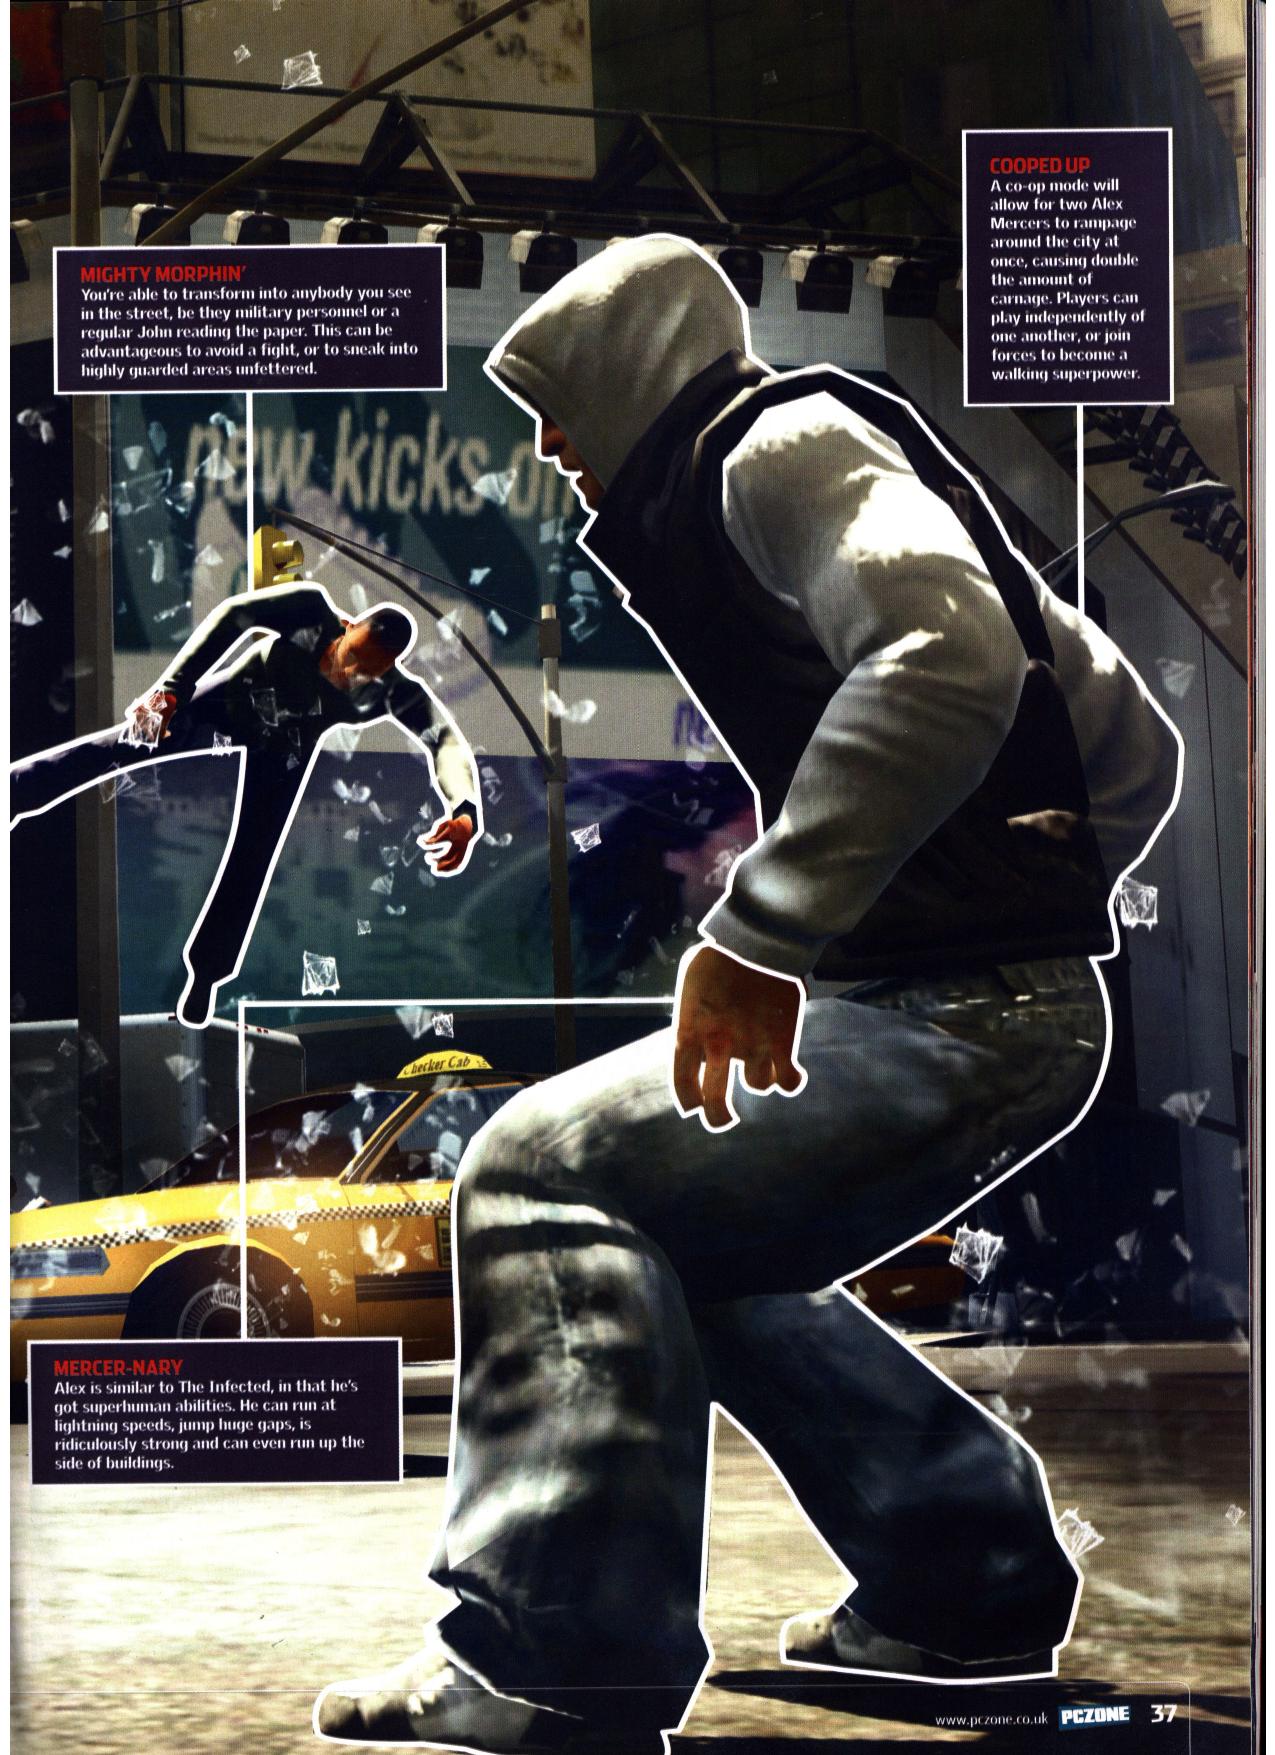 COOPED UP
A co-op mode will
allow for two Alex
Mercers to rampage
around the city at
once, causing double
the amount of
carnage. Players can
play independently of
one another, or join
forces to become a
walking superpower.
MIGHTY MORPHIN'
You're able to transform into anybody you see
in the street, be they military personnel or a
regular John reading the paper. This can be
advantageous to avoid a fight, or to sneak into
highly guarded areas unfettered.
new kicks on
ne
Checker Cab
MERCER-NARY
Alex is similar to The Infected, in that he's
got superhuman abilities. He can run at
lightning speeds, jump huge gaps, is
ridiculously strong and can even run up the
side of buildings.
www.pczone.co.uk PCZONE 37